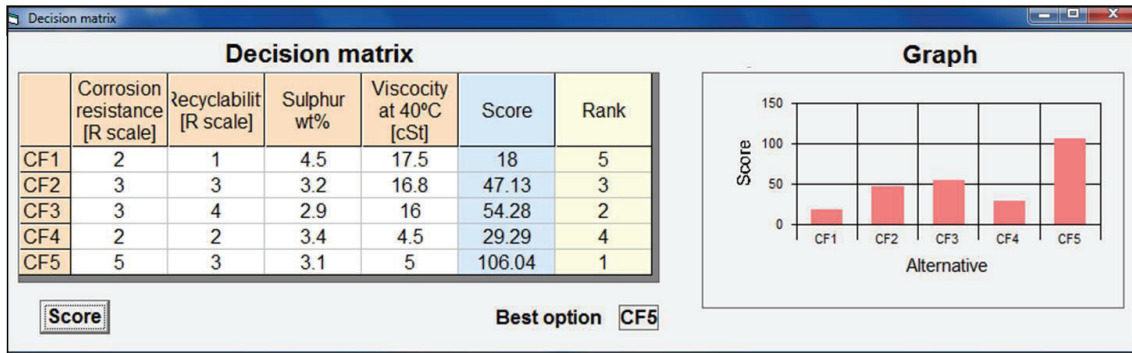 Decision matrix
Decision matrix
Corrosion resistance [R scale] Recyclabilit [R scale] Sulphur wt% Viscocity at 40ºC [cSt] Score Rank
CF1 2 1 4.5 17.5 18 5
CF2 3 3 3.2 16.8 47.13 3
CF3 3 4 2.9 16 54.28 2
CF4 2 2 3.4 4.5 29.29 4
CF5 5 3 3.1 5 106.04 1
Score
Best option CF5
Graph
150
100
50
0
Score
CF1 CF2 CF3 CF4 CF5
Alternative